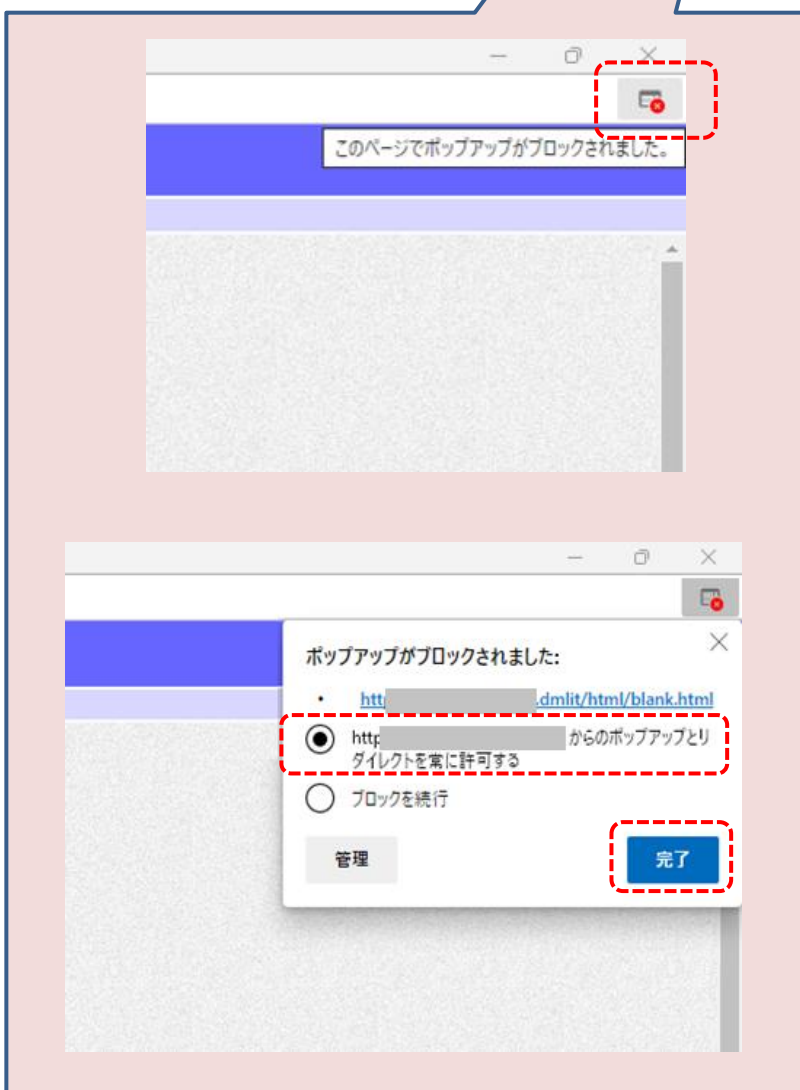 このページでポップアップがブロックされました。
ポップアップがブロックされました:
• htt .dmlit/html/blank.html
http からのポップアップとリ
ダイレクトを常に許可する
ブロックを続行
管理
完了